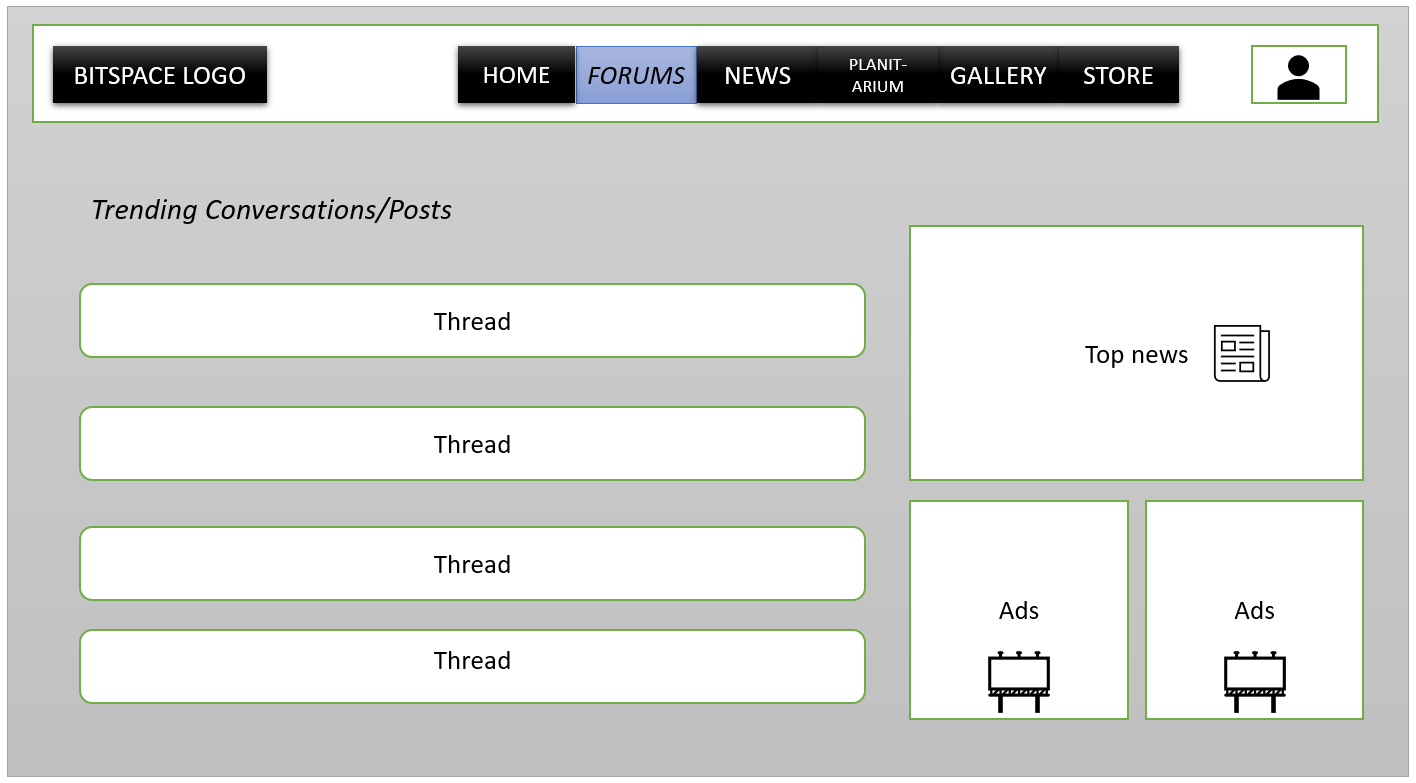 BITSPACE LOGO
HOME
FORUMS
NEWS
PLANIT-
ARIUM
GALLERY
STORE
Trending Conversations/Posts
Thread
Thread
Thread
Thread
Top news
Ads
Ads